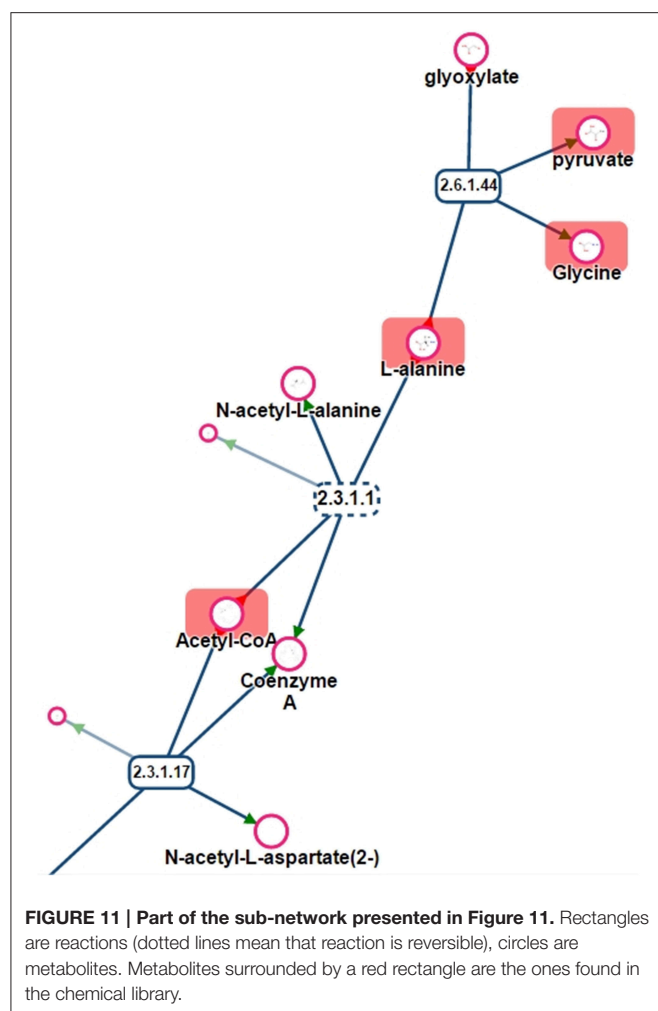 glyoxylate
pyruvate
2.6.1.44
Glycine
L-alanine
N-acetyl-L-alanine
2.3.1.1
Acetyl-CoA
Coenzyme
A
2.3.1.17
N-acetyl-L-aspartate(2-)
FIGURE 11 | Part of the sub-network presented in Figure 11. Rectangles
are reactions (dotted lines mean that reaction is reversible), circles are
metabolites. Metabolites surrounded by a red rectangle are the ones found in
the chemical library.